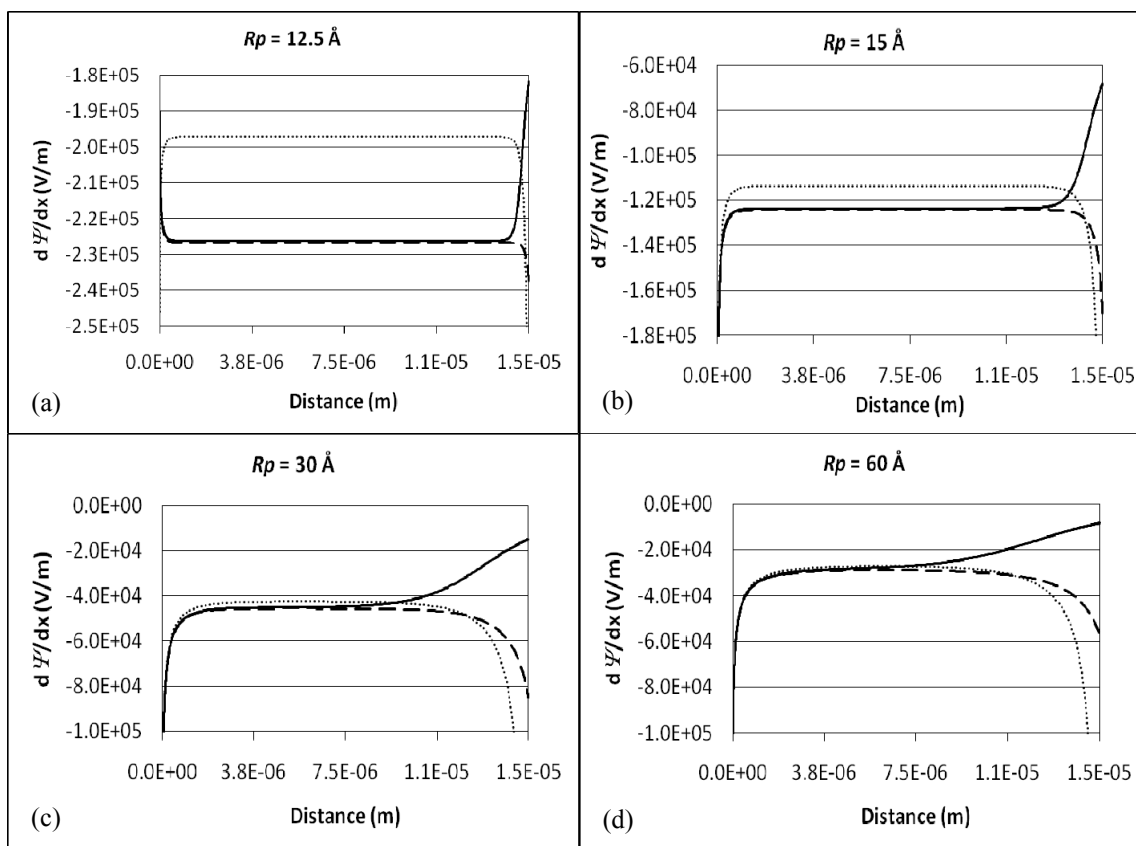 Rp = 12.5 Å
-1.8E+05
-1.9E+05
-2.0E+05
-2.1E+05
-2.2E+05
-2.3E+05
-2.4E+05
-2.5E+05
d Ψ/dx (V/m)
0.0E+00 3.8E-06 7.5E-06 1.1E-05 1.5E-05
Distance (m)
(a)
Rp = 15 Å
-6.0E+04
-8.0E+04
-1.0E+05
-1.2E+05
-1.4E+05
-1.6E+05
-1.8E+05
d Ψ/dx (V/m)
0.0E+00 3.8E-06 7.5E-06 1.1E-05 1.5E-05
Distance (m)
(b)
Rp = 30 Å
0.0E+00
-2.0E+04
-4.0E+04
-6.0E+04
-8.0E+04
-1.0E+05
d Ψ/dx (V/m)
0.0E+00 3.8E-06 7.5E-06 1.1E-05 1.5E-05
Distance (m)
(c)
Rp = 60 Å
0.0E+00
-2.0E+04
-4.0E+04
-6.0E+04
-8.0E+04
-1.0E+05
d Ψ/dx (V/m)
0.0E+00 3.8E-06 7.5E-06 1.1E-05 1.5E-05
Distance (m)
(d)